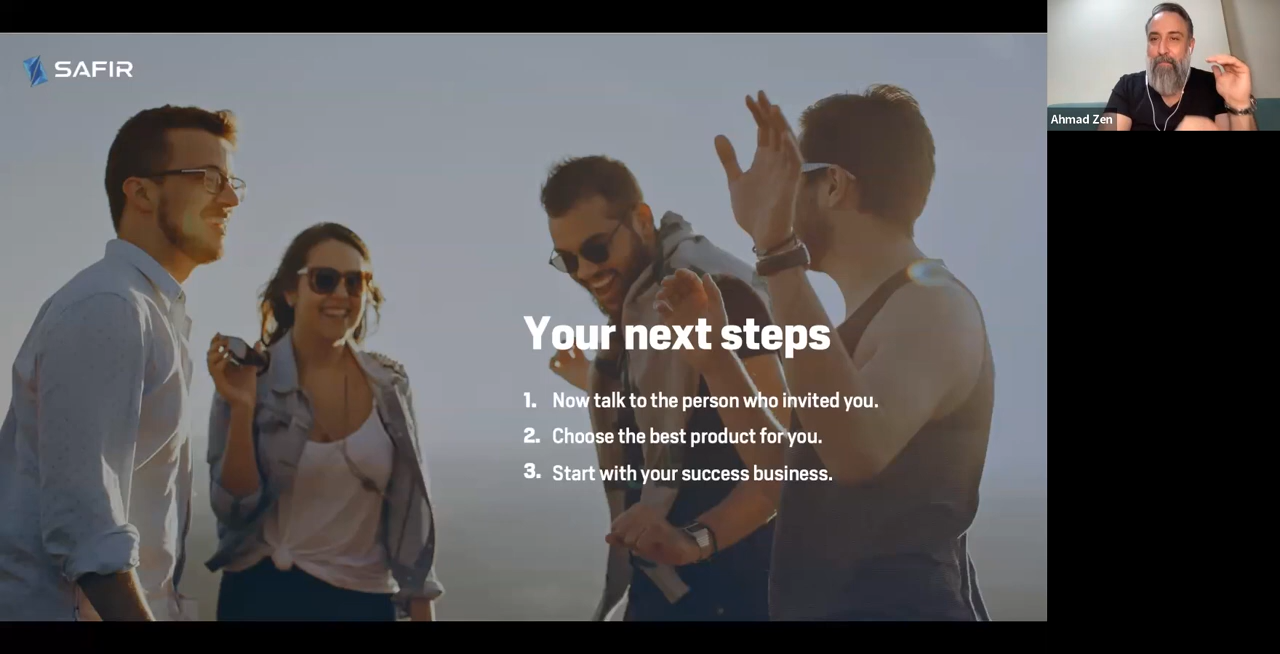 SAFIR
Ahmad Zen
Your next steps
1. Now talk to the person who invited you.
2. Choose the best product for you.
3. Start with your success business.